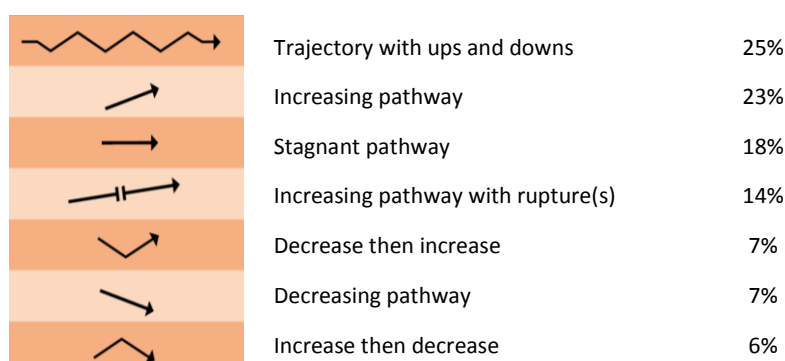 Trajectory with ups and downs 25%
Increasing pathway 23%
Stagnant pathway 18%
Increasing pathway with rupture(s) 14%
Decrease then increase 7%
Decreasing pathway 7%
Increase then decrease 6%